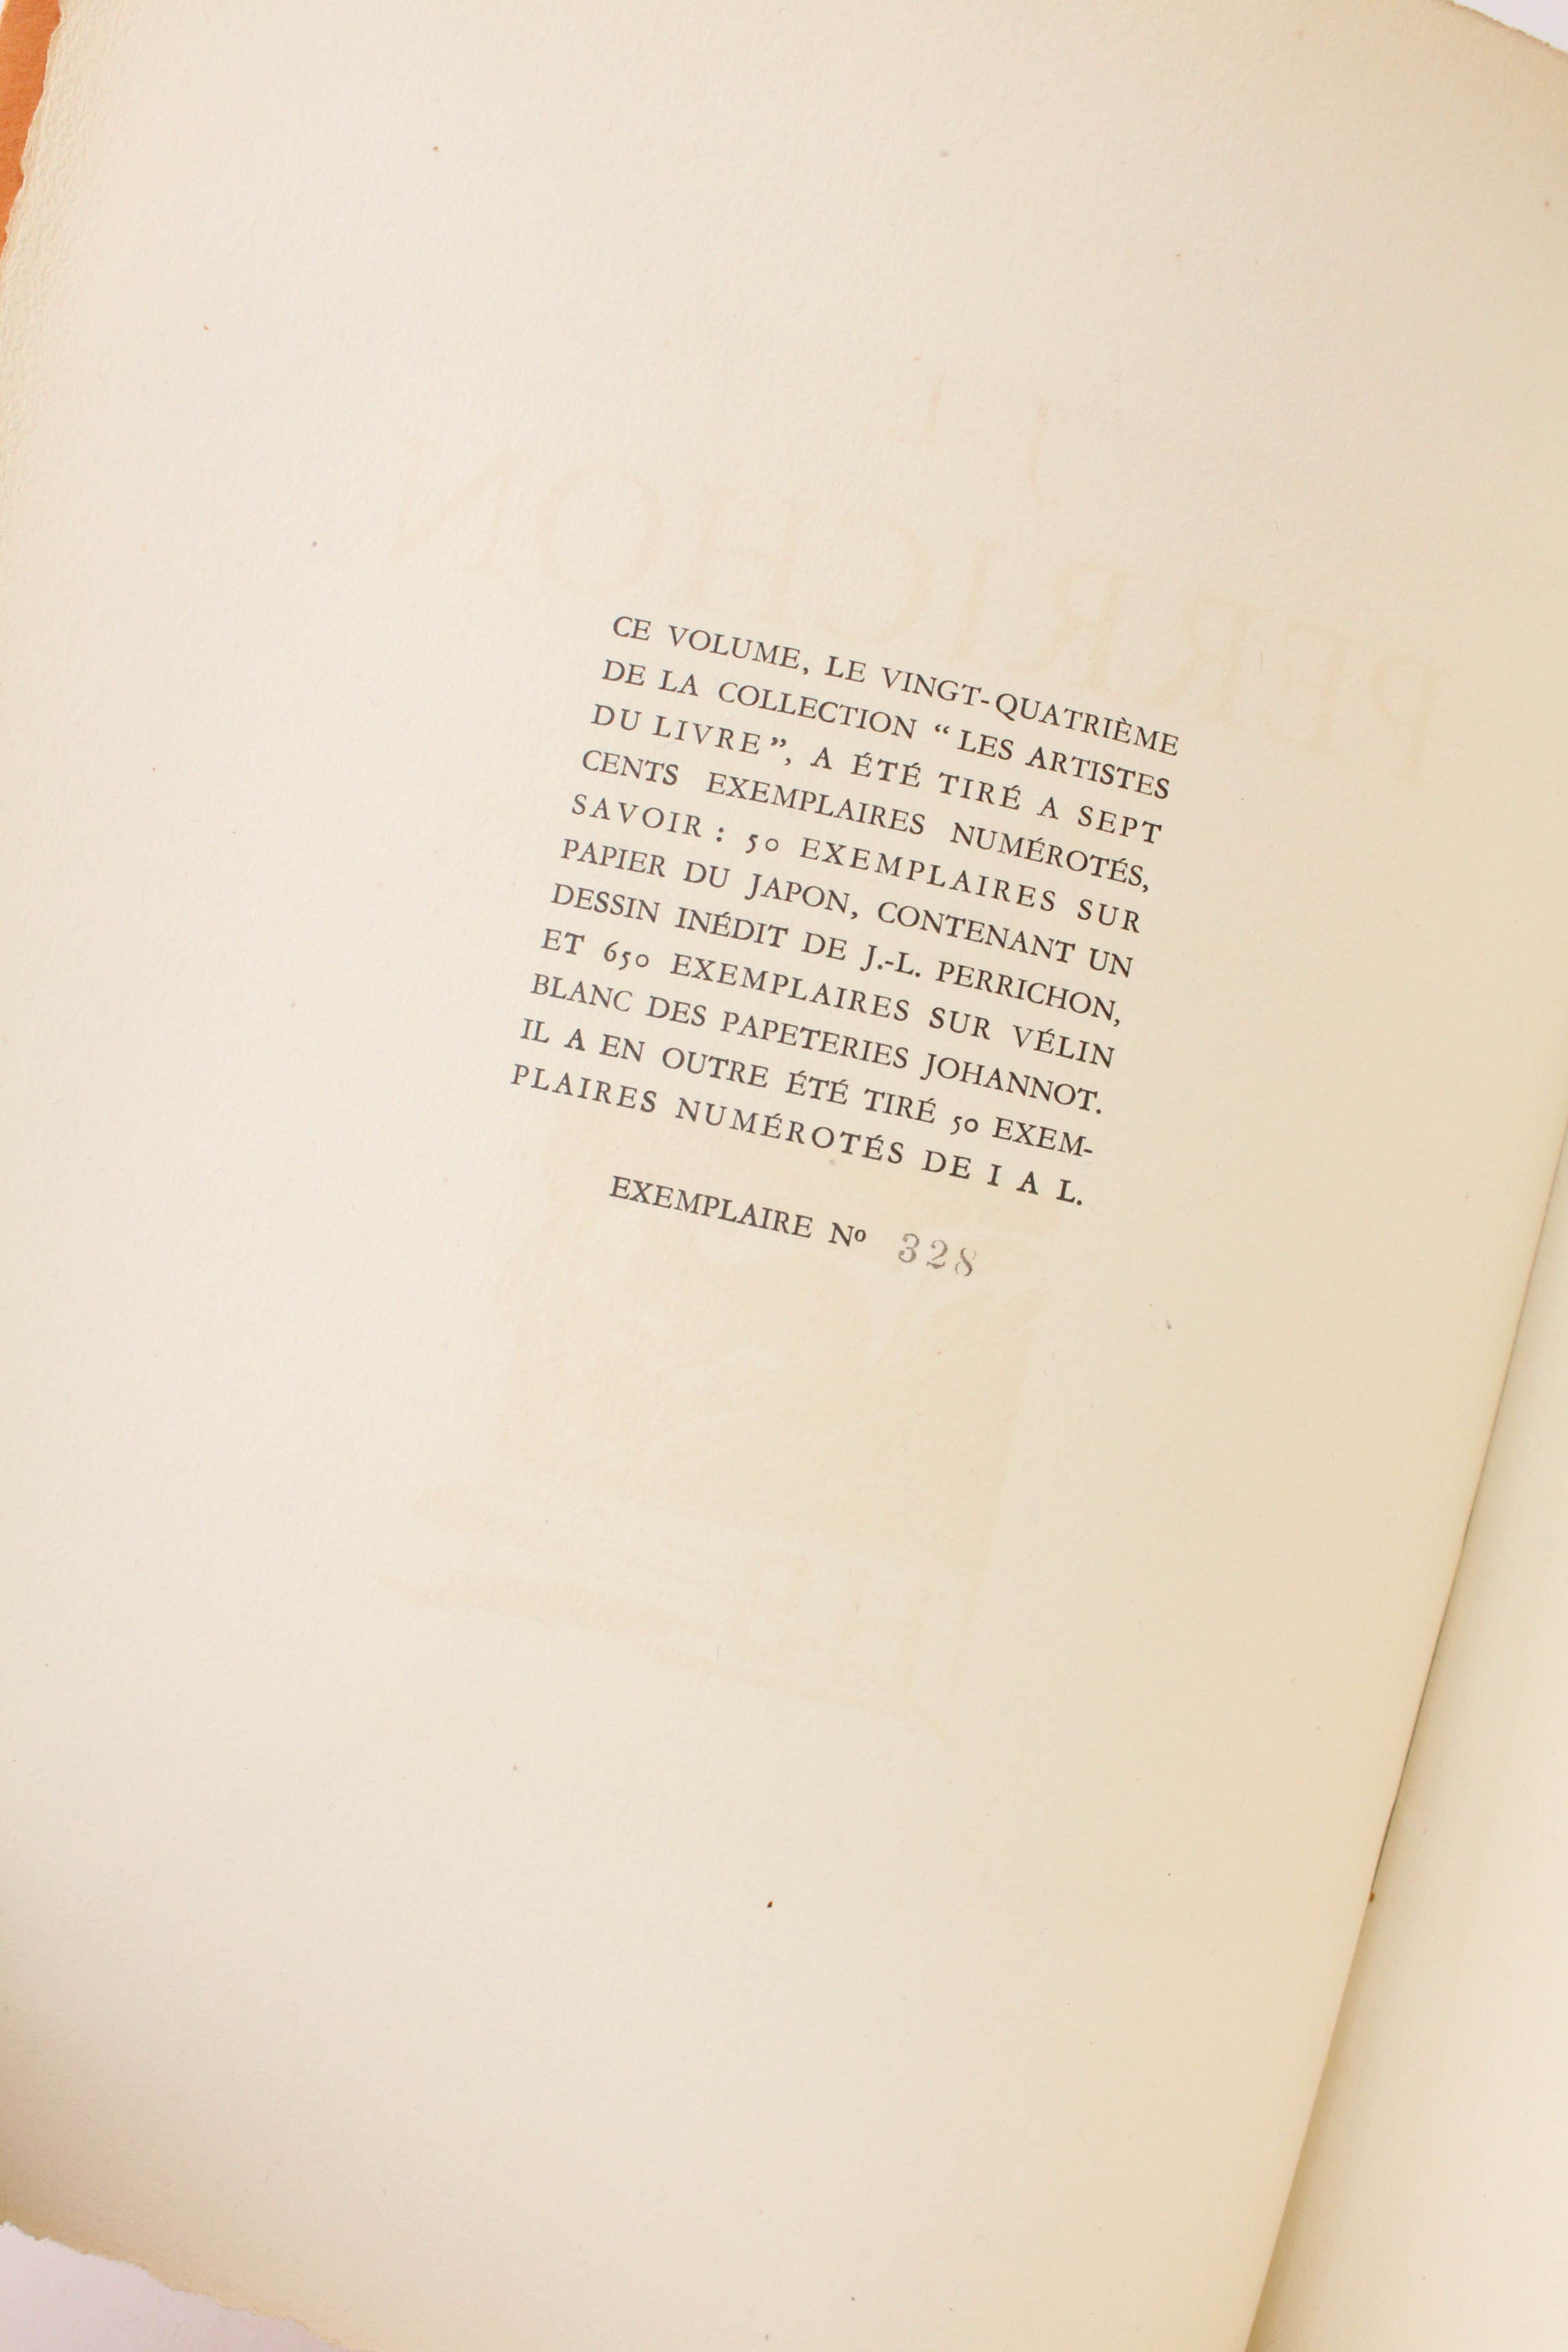 CE VOLUME, LE VINGT-QUATRIÈME
DE LA COLLECTION “ LES ARTISTES
DU LIVRE ”, A ÉTÉ TIRÉ A SEPT
CENTS EXEMPLAIRES NUMÉROTÉS,
SAVOIR : 50 EXEMPLAIRES SUR
PAPIER DU JAPON, CONTENANT UN
DESSIN INÉDIT DE J.-L. PERRICHON,
ET 650 EXEMPLAIRES SUR VÉLIN
BLANC DES PAPETERIES JOHANNOT.
IL A EN OUTRE ÉTÉ TIRÉ 50 EXEM-
PLAIRES NUMÉROTÉS DE I A L.
EXEMPLAIRE Nº 328